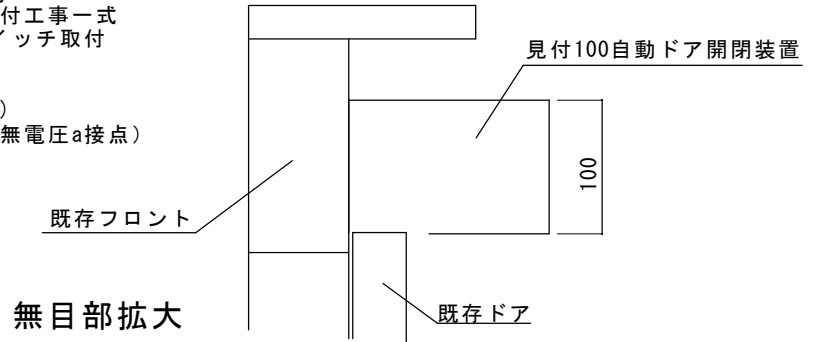 付工事一式
イッチ取付
）
無電圧a接点）
見付100自動ドア開閉装置
100
既存フロント
既存ドア
無目部拡大